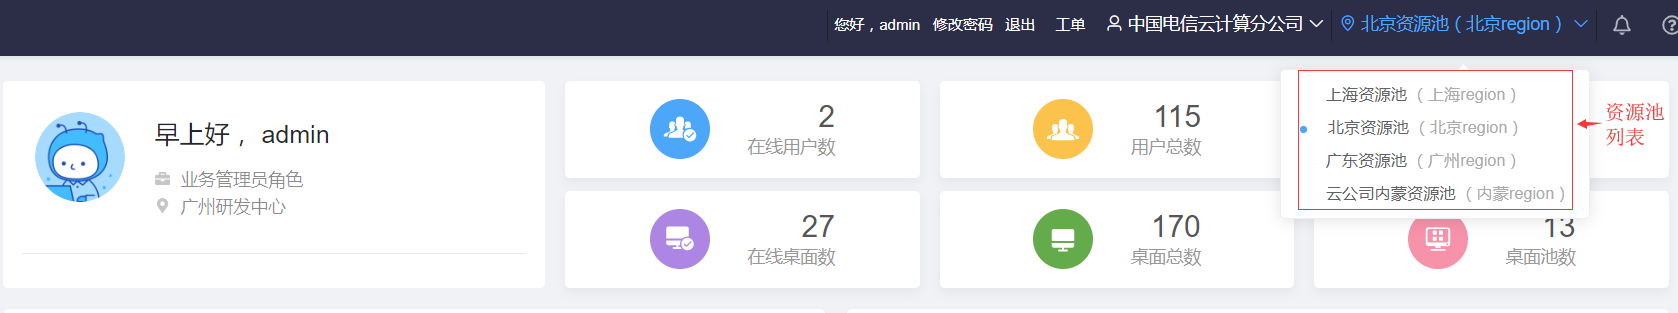 您好，admin 修改密码 退出 工单 中国电信云计算分公司 北京资源池（北京region）
早上好，admin
业务管理员角色
广州研发中心
2
在线用户数
115
用户总数
27
在线桌面数
170
桌面总数
13
桌面池数
上海资源池（上海region）
北京资源池（北京region）
广东资源池（广州region）
云公司内蒙资源池（内蒙region）
资源池
列表